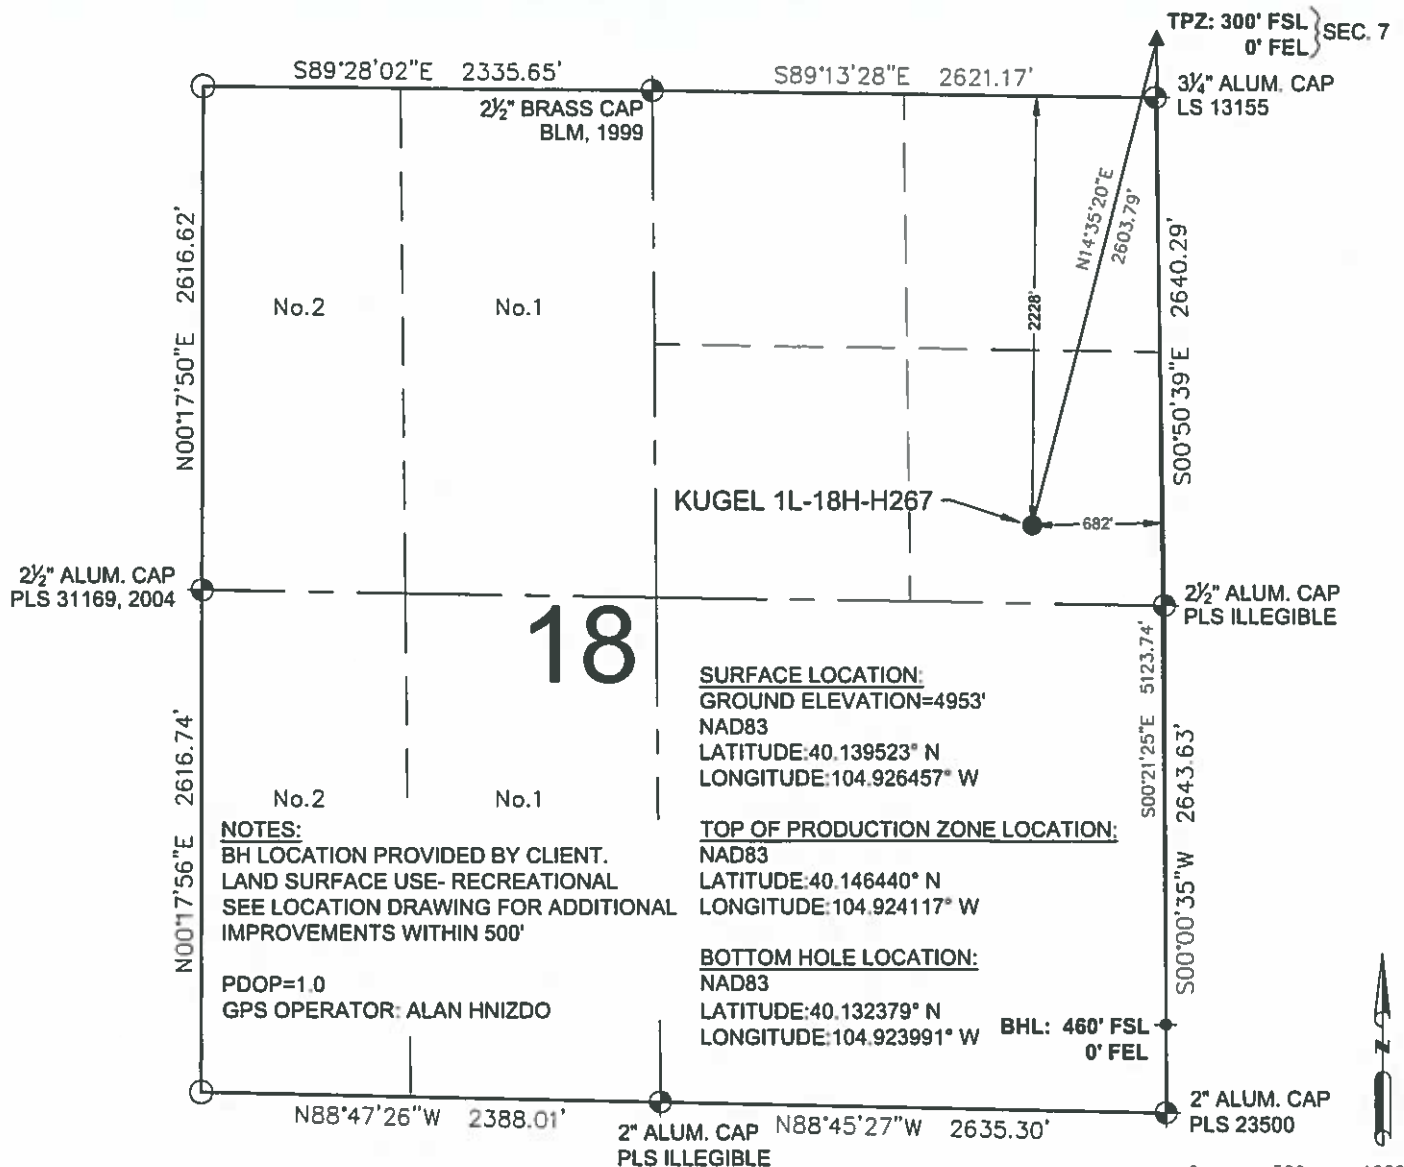 TPZ: 300' FSL
0' FEL
SEC. 7
S89°28'02"E 2335.65'
S89°13'28"E 2621.17'
2½" BRASS CAP
BLM, 1999
3¼" ALUM. CAP
LS 13155
N00°17'50"E 2616.62'
No.2
No.1
2228'
N14°35'20"E
2603.79'
S00°50'39"E 2640.29'
KUGEL 1L-18H-H267
682'
2½" ALUM. CAP
PLS 31169, 2004
2½" ALUM. CAP
PLS ILLEGIBLE
18
N00°17'56"E 2616.74'
No.2
No.1
SURFACE LOCATION:
GROUND ELEVATION=4953'
NAD83
LATITUDE:40.139523° N
LONGITUDE:104.926457° W
S00°21'25"E 5123.74'
S00°00'35"W 2643.63'
NOTES:
BH LOCATION PROVIDED BY CLIENT.
LAND SURFACE USE- RECREATIONAL
SEE LOCATION DRAWING FOR ADDITIONAL
IMPROVEMENTS WITHIN 500'
PDOP=1.0
GPS OPERATOR: ALAN HNIZDO
TOP OF PRODUCTION ZONE LOCATION:
NAD83
LATITUDE:40.146440° N
LONGITUDE:104.924117° W
BOTTOM HOLE LOCATION:
NAD83
LATITUDE:40.132379° N
LONGITUDE:104.923991° W
BHL: 460' FSL
0' FEL
N
N88°47'26"W 2388.01'
2" ALUM. CAP
PLS ILLEGIBLE
N88°45'27"W 2635.30'
2" ALUM. CAP
PLS 23500